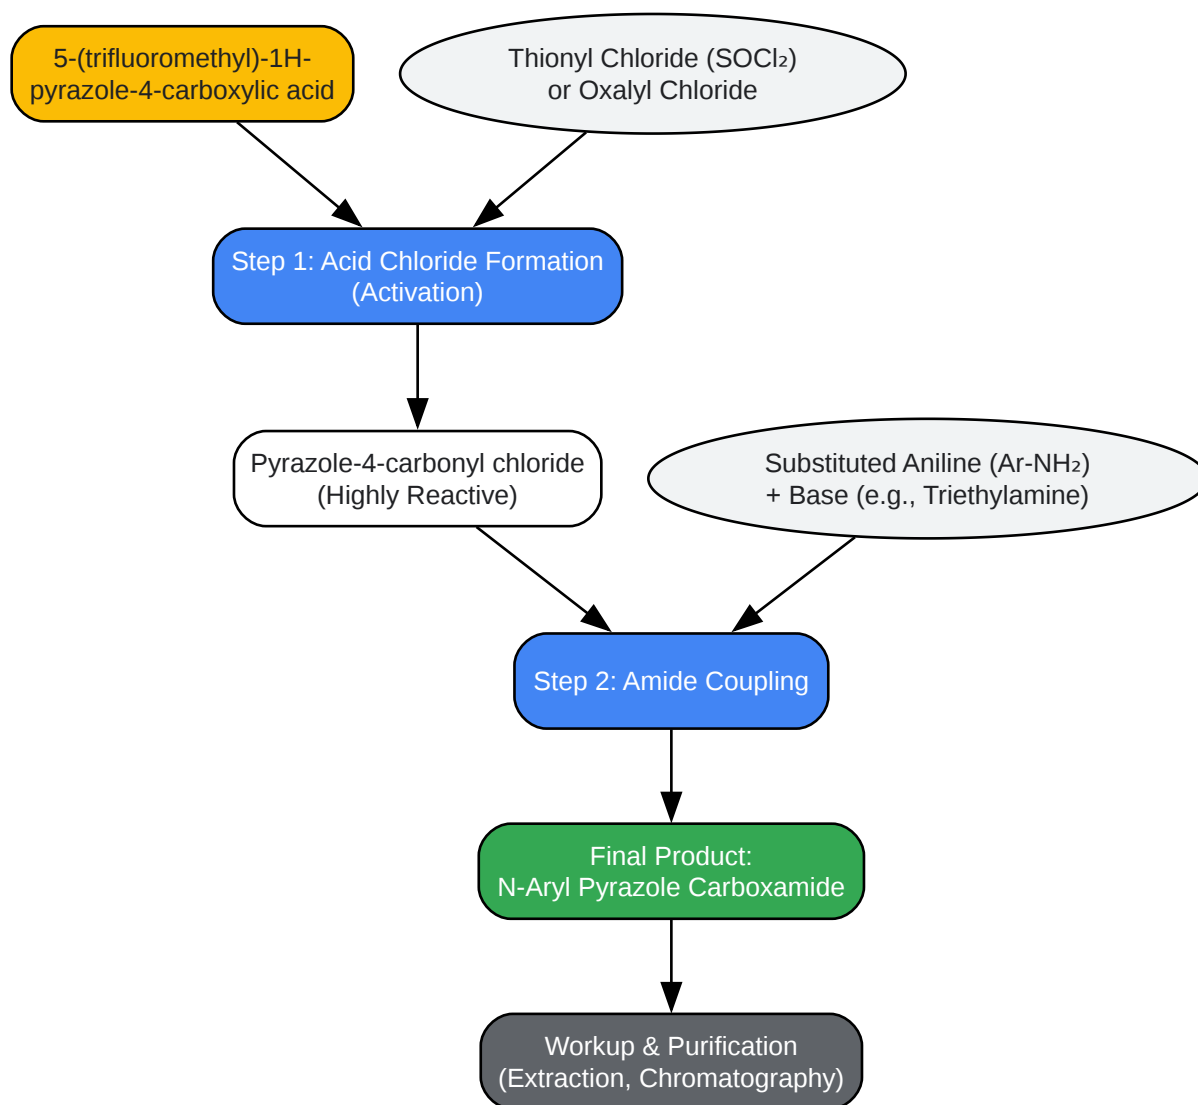 5-(trifluoromethyl)-1H-
pyrazole-4-carboxylic acid
Thionyl Chloride (SOCl₂)
or Oxalyl Chloride
Step 1: Acid Chloride Formation
(Activation)
Pyrazole-4-carbonyl chloride
(Highly Reactive)
Substituted Aniline (Ar-NH₂)
+ Base (e.g., Triethylamine)
Step 2: Amide Coupling
Final Product:
N-Aryl Pyrazole Carboxamide
Workup & Purification
(Extraction, Chromatography)